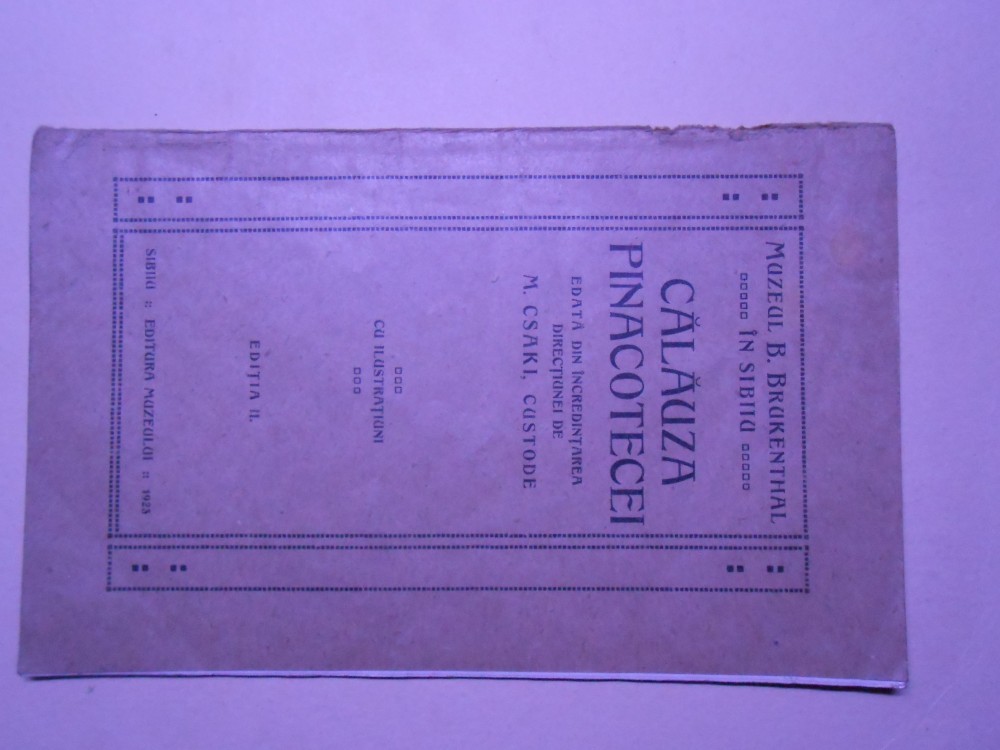 MUZEUL B. BRUKENTHAL
ÎN SIBIIU
CĂLĂUZA
PINACOTECEI
EDATĂ DIN ÎNCREDINȚAREA
DIRECȚIUNEI DE
M. CSAKI, CUSTODE
CU ILUSTRAȚIUNI
EDIȚIA II.
SIBIIU :: EDITURA MUZEULUI :: 1925